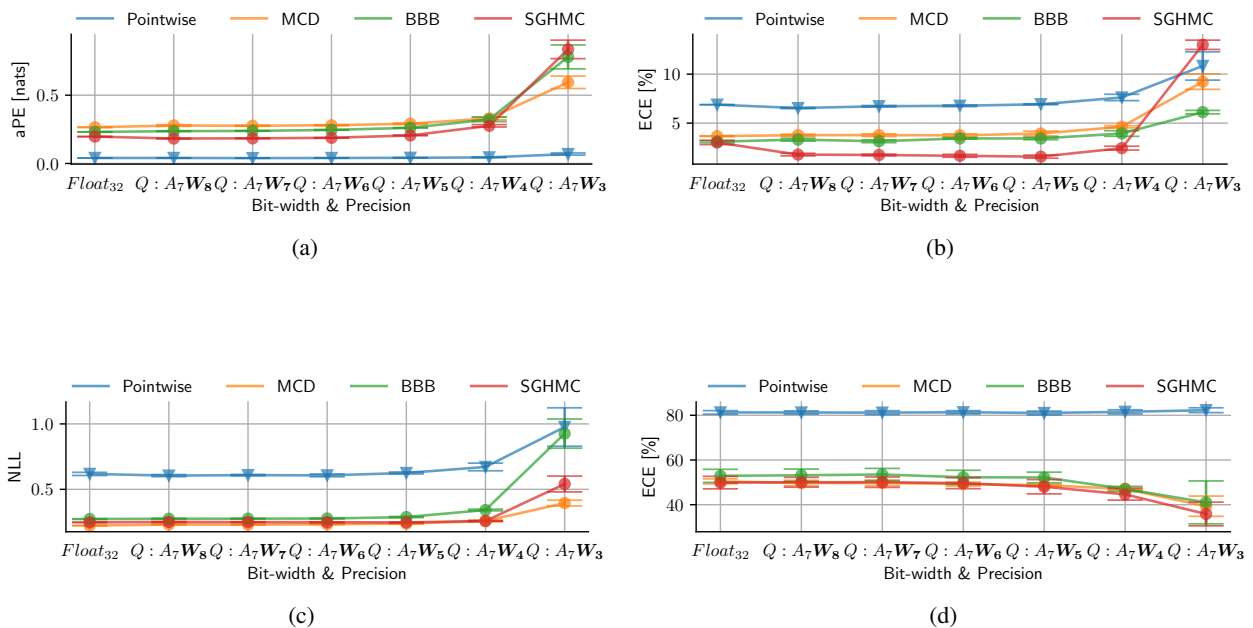 Pointwise MCD BBB SGHMC
aPE [nats]
0.5
0.0
Float32 Q : A7W8 Q : A7W7 Q : A7W6 Q : A7W5 Q : A7W4 Q : A7W3
Bit-width & Precision
(a)
Pointwise MCD BBB SGHMC
ECE [%]
10
5
Float32 Q : A7W8 Q : A7W7 Q : A7W6 Q : A7W5 Q : A7W4 Q : A7W3
Bit-width & Precision
(b)
Pointwise MCD BBB SGHMC
NLL
1.0
0.5
Float32 Q : A7W8 Q : A7W7 Q : A7W6 Q : A7W5 Q : A7W4 Q : A7W3
Bit-width & Precision
(c)
Pointwise MCD BBB SGHMC
ECE [%]
80
60
40
Float32 Q : A7W8 Q : A7W7 Q : A7W6 Q : A7W5 Q : A7W4 Q : A7W3
Bit-width & Precision
(d)